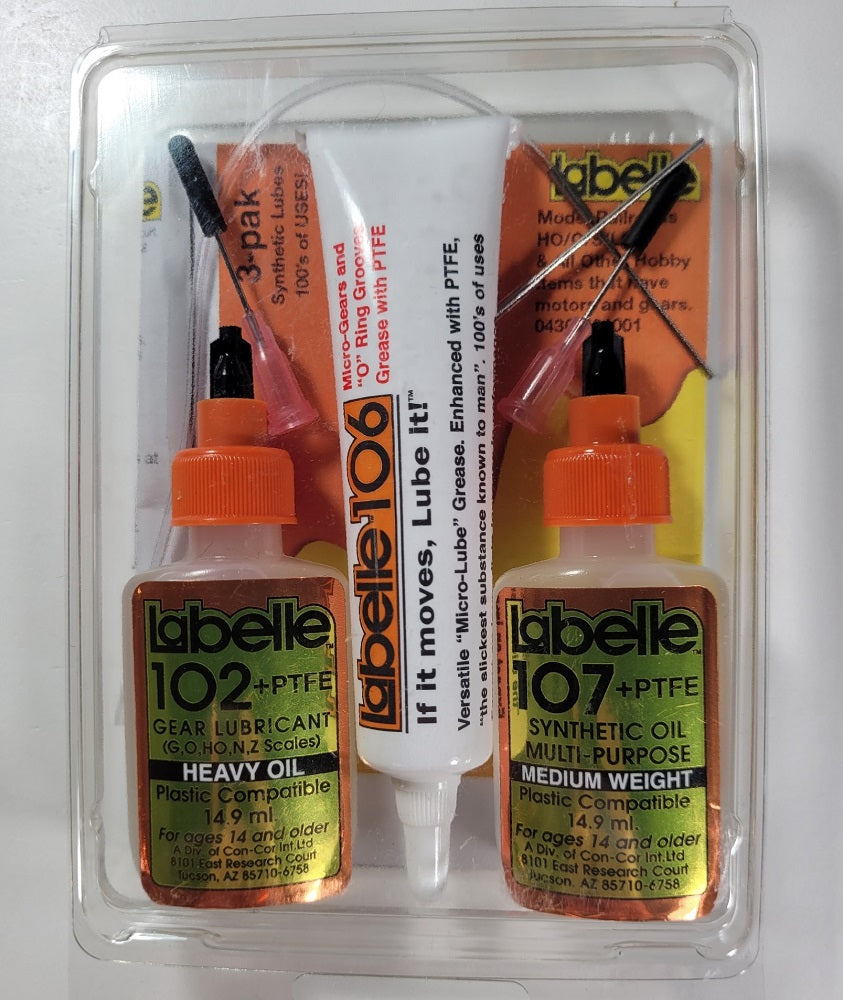 3-pak
Synthetic Lubes
100's of USES!
labelle
HO/
& All Other Hobby
items that have
motors and gears.
Micro-Gears and
"O" Ring Grooves
Grease with PTFE
Labelle 106
If it moves, Lube it!™
Versatile "Micro-Lube" Grease. Enhanced with PTFE,
"the slickest substance known to man". 100's of uses
at
Labelle
102+PTFE
GEAR LUBRICANT
(G,O,HO,N,Z Scales)
HEAVY OIL
Plastic Compatible
14.9 ml.
For ages 14 and older
A Div. of Con-Cor Int.Ltd
8101 East Research Court
Tucson, AZ 85710-6758
Labelle™
107+PTFE
SYNTHETIC OIL
MULTI-PURPOSE
MEDIUM WEIGHT
Plastic Compatible
14.9 ml.
For ages 14 and older
A Div. of Con-Cor Int.Ltd
8101 East Research Court
Tucson, AZ 85710-6758